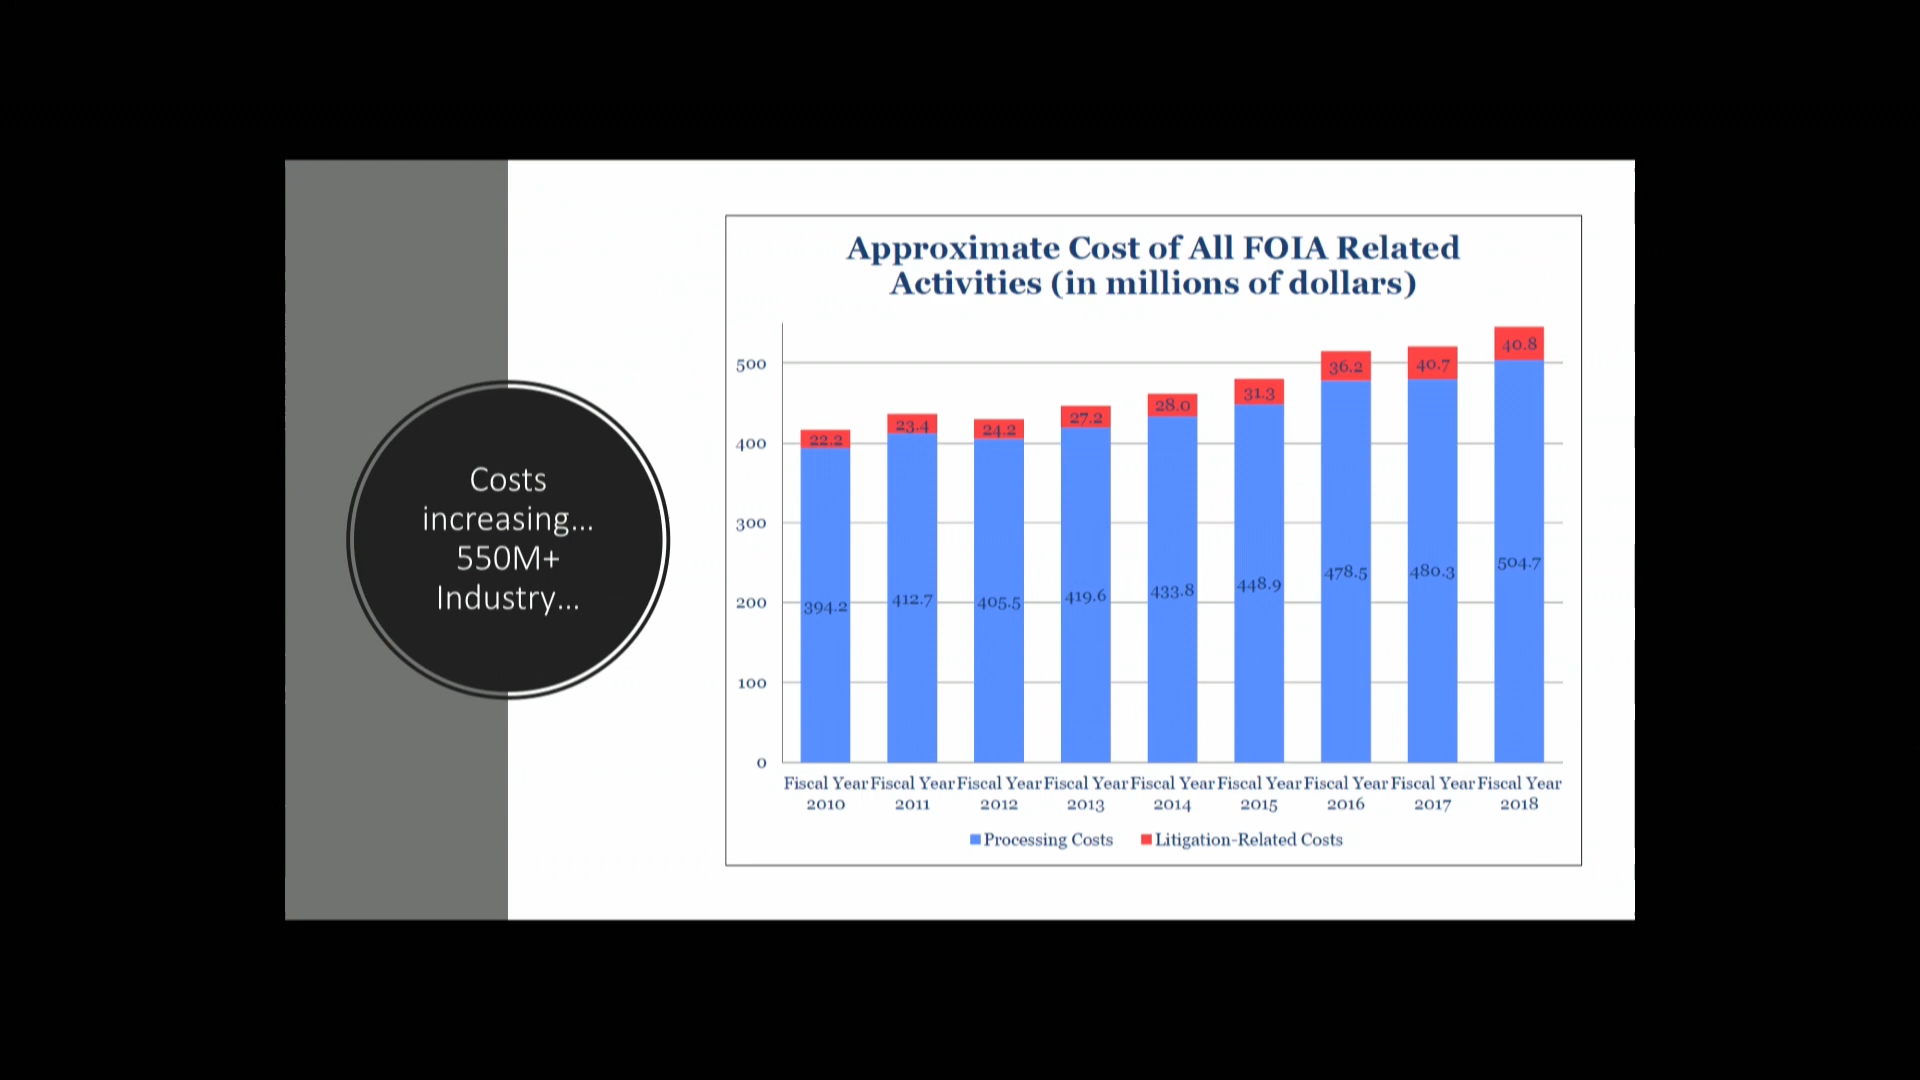 Costs
increasing...
550M+
Industry...
Approximate Cost of All FOIA Related
Activities (in millions of dollars)
500
400
300
200
100
0
22.2
23.4
24.2
27.2
28.0
31.3
36.2
40.7
40.8
394.2
412.7
405.5
419.6
433.8
448.9
478.5
480.3
504.7
Fiscal Year 2010
Fiscal Year 2011
Fiscal Year 2012
Fiscal Year 2013
Fiscal Year 2014
Fiscal Year 2015
Fiscal Year 2016
Fiscal Year 2017
Fiscal Year 2018
Processing Costs
Litigation-Related Costs